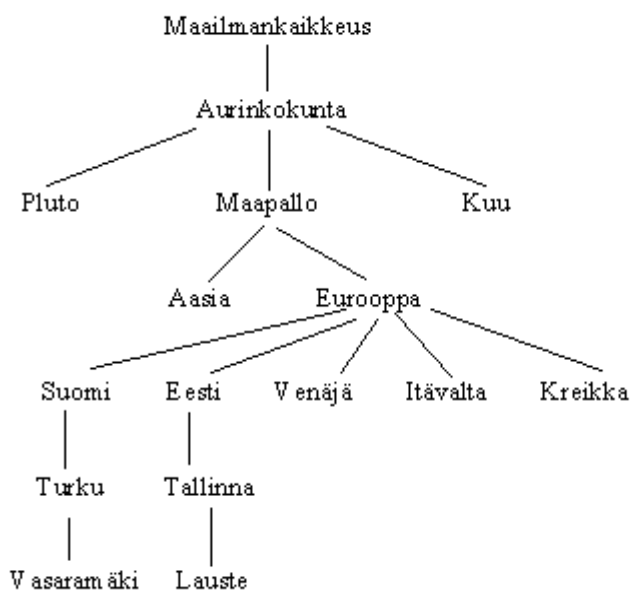 Maailmankaikkeus
Aurinkokunta
Pluto Maapallo Kuu
Aasia Eurooppa
Suomi Eesti Venäjä Itävalta Kreikka
Turku Tallinna
Vasaramäki Lauste